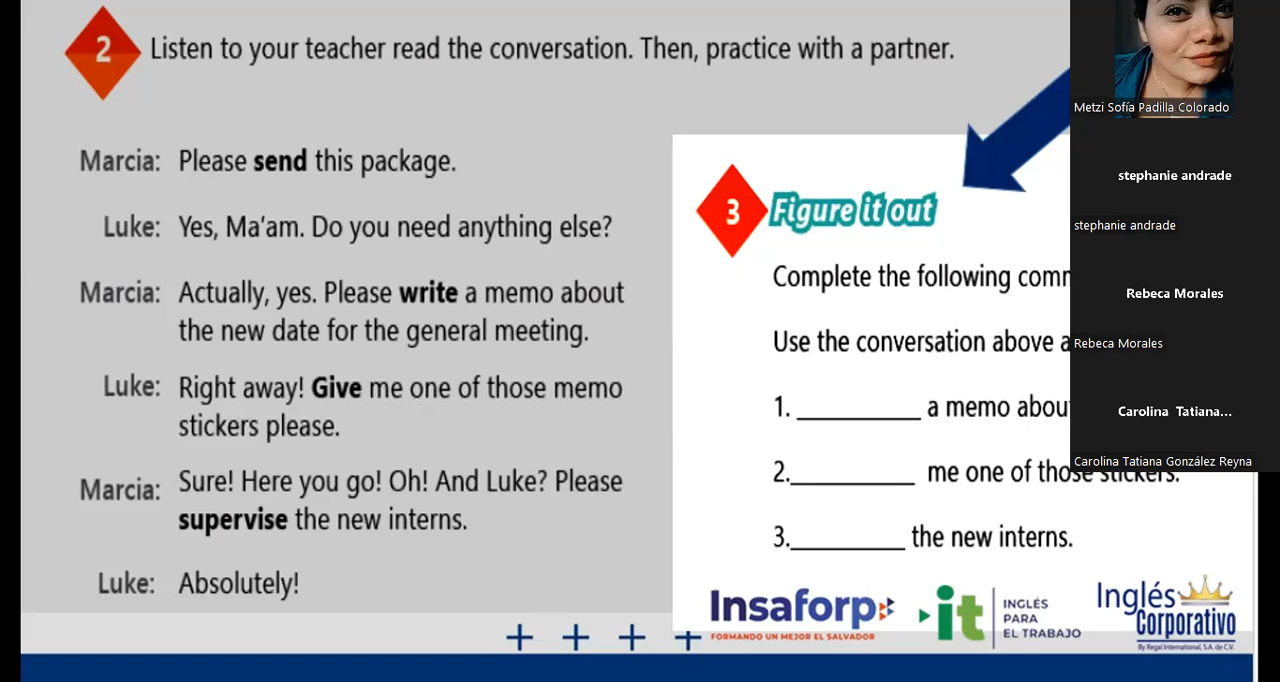 2 Listen to your teacher read the conversation. Then, practice with a partner.
Marcia: Please send this package.
Luke: Yes, Ma'am. Do you need anything else?
Marcia: Actually, yes. Please write a memo about
the new date for the general meeting.
Luke: Right away! Give me one of those memo
stickers please.
Marcia: Sure! Here you go! Oh! And Luke? Please
supervise the new interns.
Luke: Absolutely!
3 Figure it out
Complete the following com
Use the conversation above a
1. __________ a memo about
2.__________ me one of those stickers.
3.__________ the new interns.
Insaforp
FORMANDO UN MEJOR EL SALVADOR
it
INGLÉS
PARA
EL TRABAJO
Inglés
Corporativo
By Regal International, S.A. de C.V.
Metzi Sofía Padilla Colorado
stephanie andrade
stephanie andrade
Rebeca Morales
Rebeca Morales
Carolina Tatiana...
Carolina Tatiana González Reyna